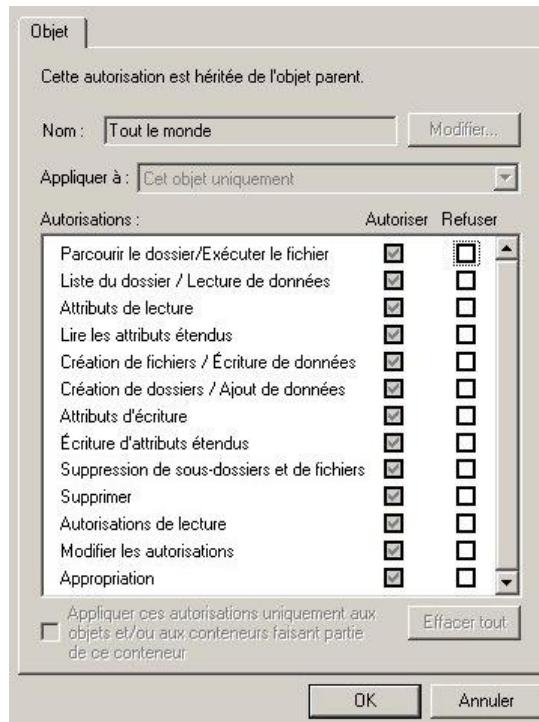 Objet
Cette autorisation est héritée de l'objet parent.
Nom : Tout le monde Modifier...
Appliquer à : Cet objet uniquement
Autorisations : Autoriser Refuser
Parcourir le dossier/Exécuter le fichier
Liste du dossier / Lecture de données
Attributs de lecture
Lire les attributs étendus
Création de fichiers / Écriture de données
Création de dossiers / Ajout de données
Attributs d'écriture
Écriture d'attributs étendus
Suppression de sous-dossiers et de fichiers
Supprimer
Autorisations de lecture
Modifier les autorisations
Appropriation
Appliquer ces autorisations uniquement aux
objets et/ou aux conteneurs faisant partie
de ce conteneur
Effacer tout
OK Annuler